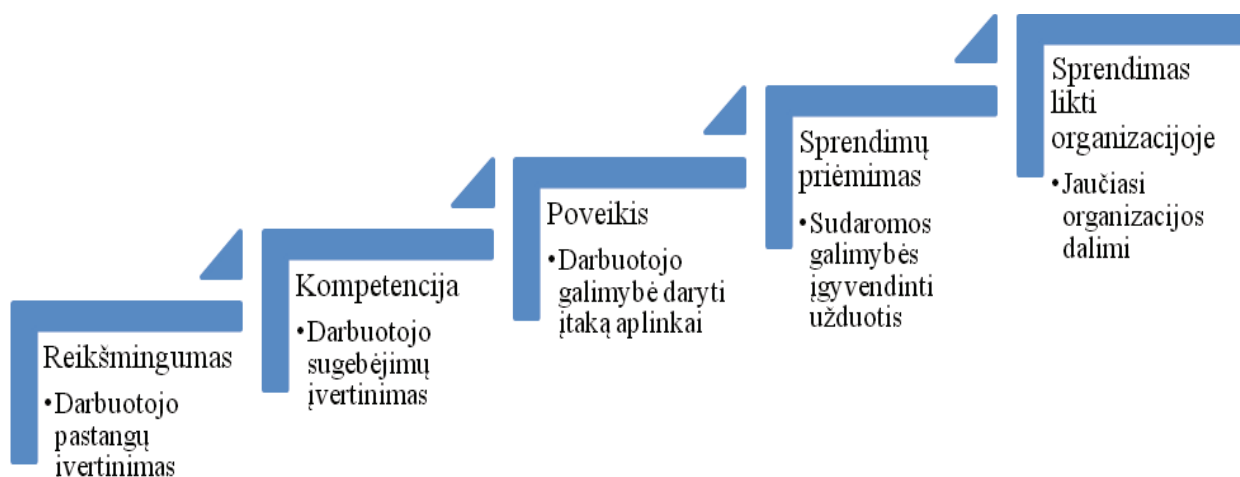 Reikšmingumas
•Darbuotojo
pastangų
įvertinimas
Kompetencija
•Darbuotojo
sugebėjimų
įvertinimas
Poveikis
•Darbuotojo
galimybė daryti
įtaką aplinkai
Sprendimų
priėmimas
•Sudaromos
galimybės
įgyvendinti
užduotis
Sprendimas
likti
organizacijoje
•Jaučiasi
organizacijos
dalimi